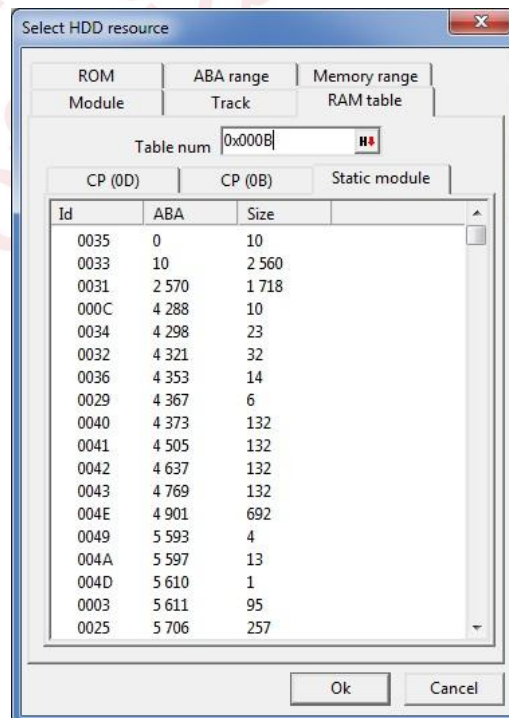 Select HDD resource
ROM ABA range Memory range
Module Track RAM table
Table num 0x000B H
CP (0D) CP (0B) Static module
Id ABA Size
0035 0 10
0033 10 2 560
0031 2 570 1 718
000C 4 288 10
0034 4 298 23
0032 4 321 32
0036 4 353 14
0029 4 367 6
0040 4 373 132
0041 4 505 132
0042 4 637 132
0043 4 769 132
004E 4 901 692
0049 5 593 4
004A 5 597 13
004D 5 610 1
0003 5 611 95
0025 5 706 257
Ok Cancel